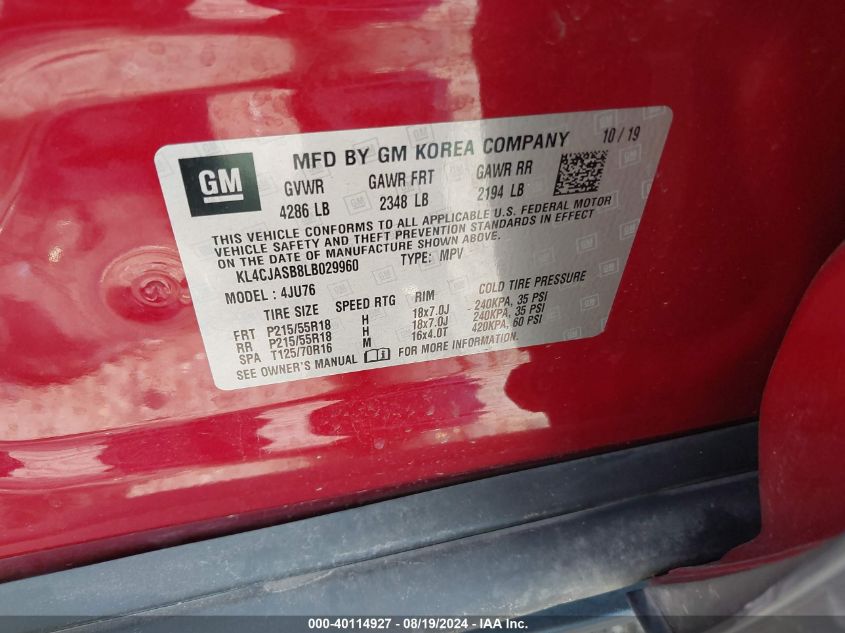 GM
MFD BY GM KOREA COMPANY 10 / 19
GVWR GAWR FRT GAWR RR
4286 LB 2348 LB 2194 LB
THIS VEHICLE CONFORMS TO ALL APPLICABLE U.S. FEDERAL MOTOR
VEHICLE SAFETY AND THEFT PREVENTION STANDARDS IN EFFECT
ON THE DATE OF MANUFACTURE SHOWN ABOVE.
KL4CJASB8LB029960 TYPE: MPV
MODEL : 4JU76
TIRE SIZE SPEED RTG RIM COLD TIRE PRESSURE
FRT P215/55R18 H 18x7.0J 240KPA, 35 PSI
RR P215/55R18 H 18x7.0J 240KPA, 35 PSI
SPA T125/70R16 M 16x4.0T 420KPA, 60 PSI
SEE OWNER'S MANUAL FOR MORE INFORMATION.
000-40114927 - 08/19/2024 - IAAI.com